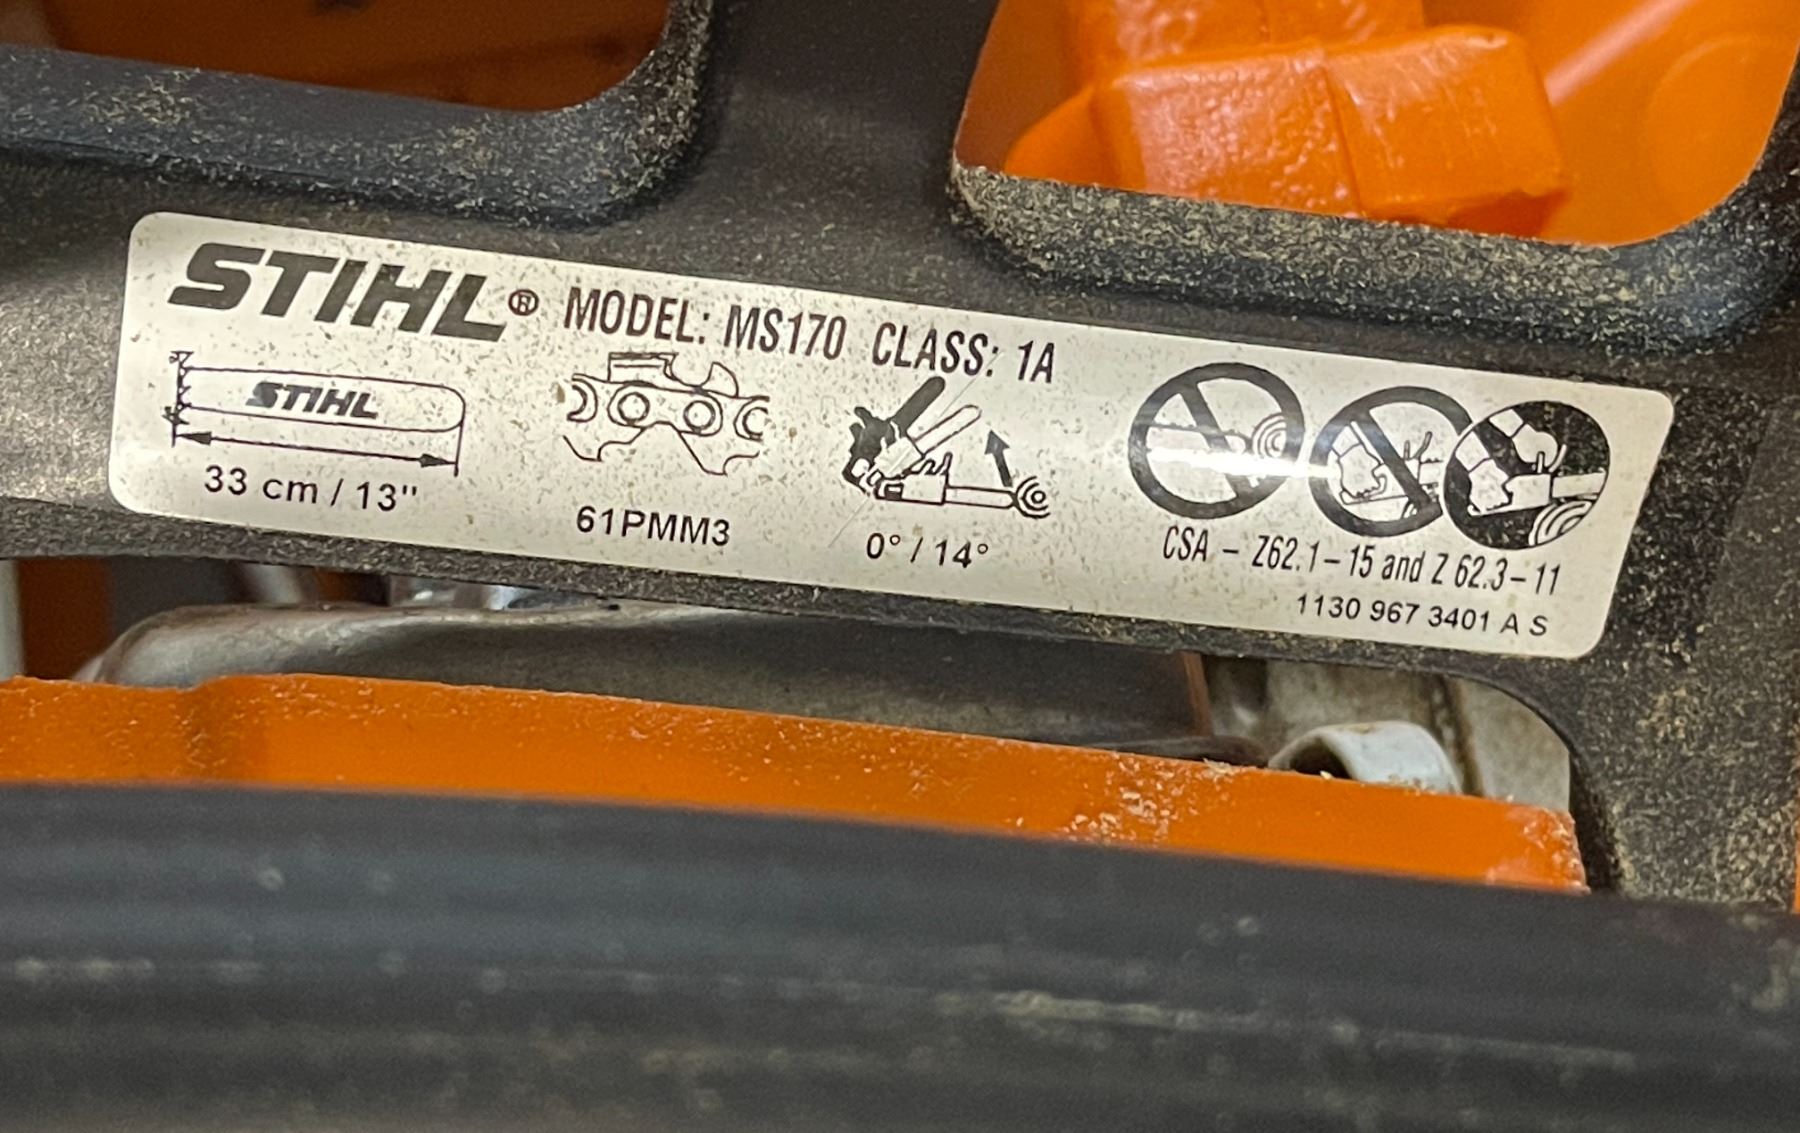 STIHL® MODEL: MS170 CLASS: 1A
STIHL
33 cm / 13"
61PMM3
0° / 14°
CSA – Z62.1–15 and Z 62.3–11
1130 967 3401 A S